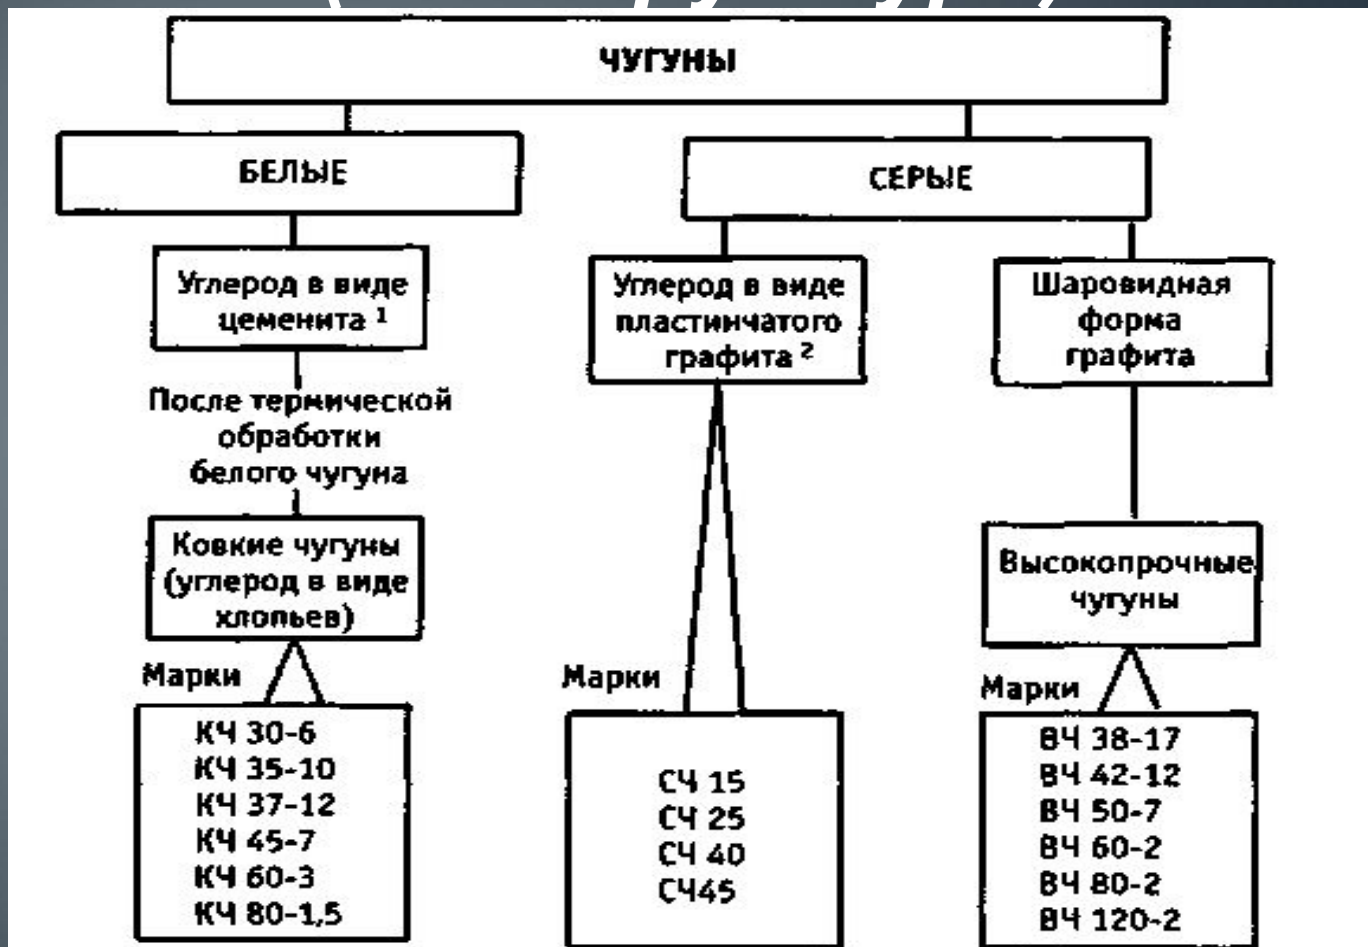 ЧУГУНЫ
БЕЛЫЕ
СЕРЫЕ
Углерод в виде
цеменита ¹
Углерод в виде
пластинчатого
графита ²
Шаровидная
форма
графита
После термической
обработки
белого чугуна
Ковкие чугуны
(углерод в виде
хлопьев)
Высокопрочные
чугуны
Марки
КЧ 30-6
КЧ 35-10
КЧ 37-12
КЧ 45-7
КЧ 60-3
КЧ 80-1,5
Марки
СЧ 15
СЧ 25
СЧ 40
СЧ45
Марки
ВЧ 38-17
ВЧ 42-12
ВЧ 50-7
ВЧ 60-2
ВЧ 80-2
ВЧ 120-2